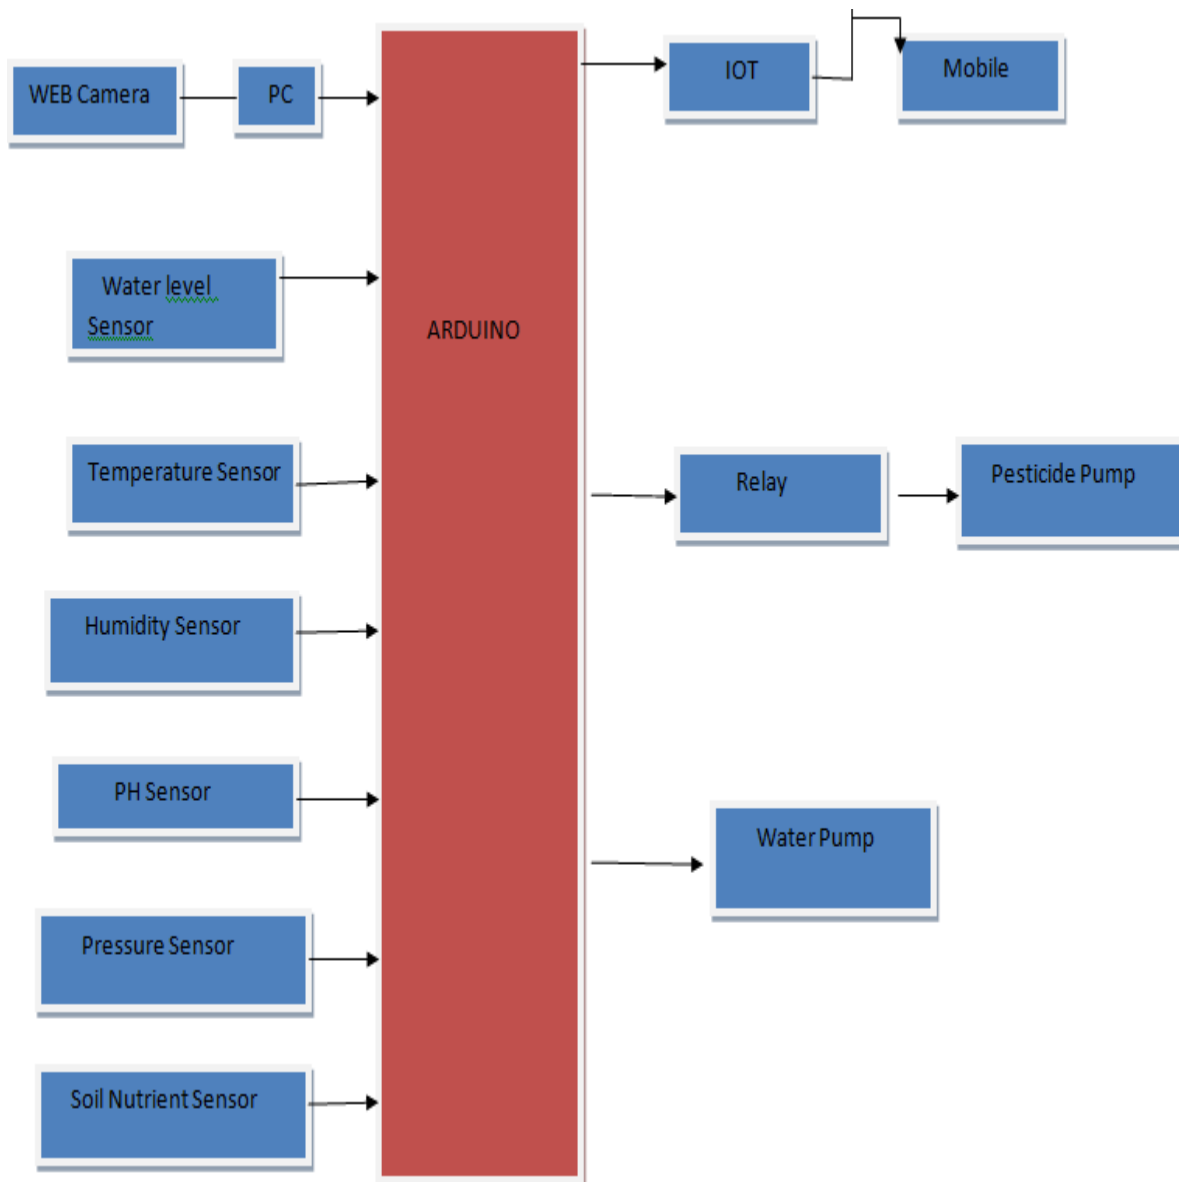 WEB Camera
PC
IOT
Mobile
Water level
Sensor
ARDUINO
Temperature Sensor
Relay
Pesticide Pump
Humidity Sensor
PH Sensor
Water Pump
Pressure Sensor
Soil Nutrient Sensor